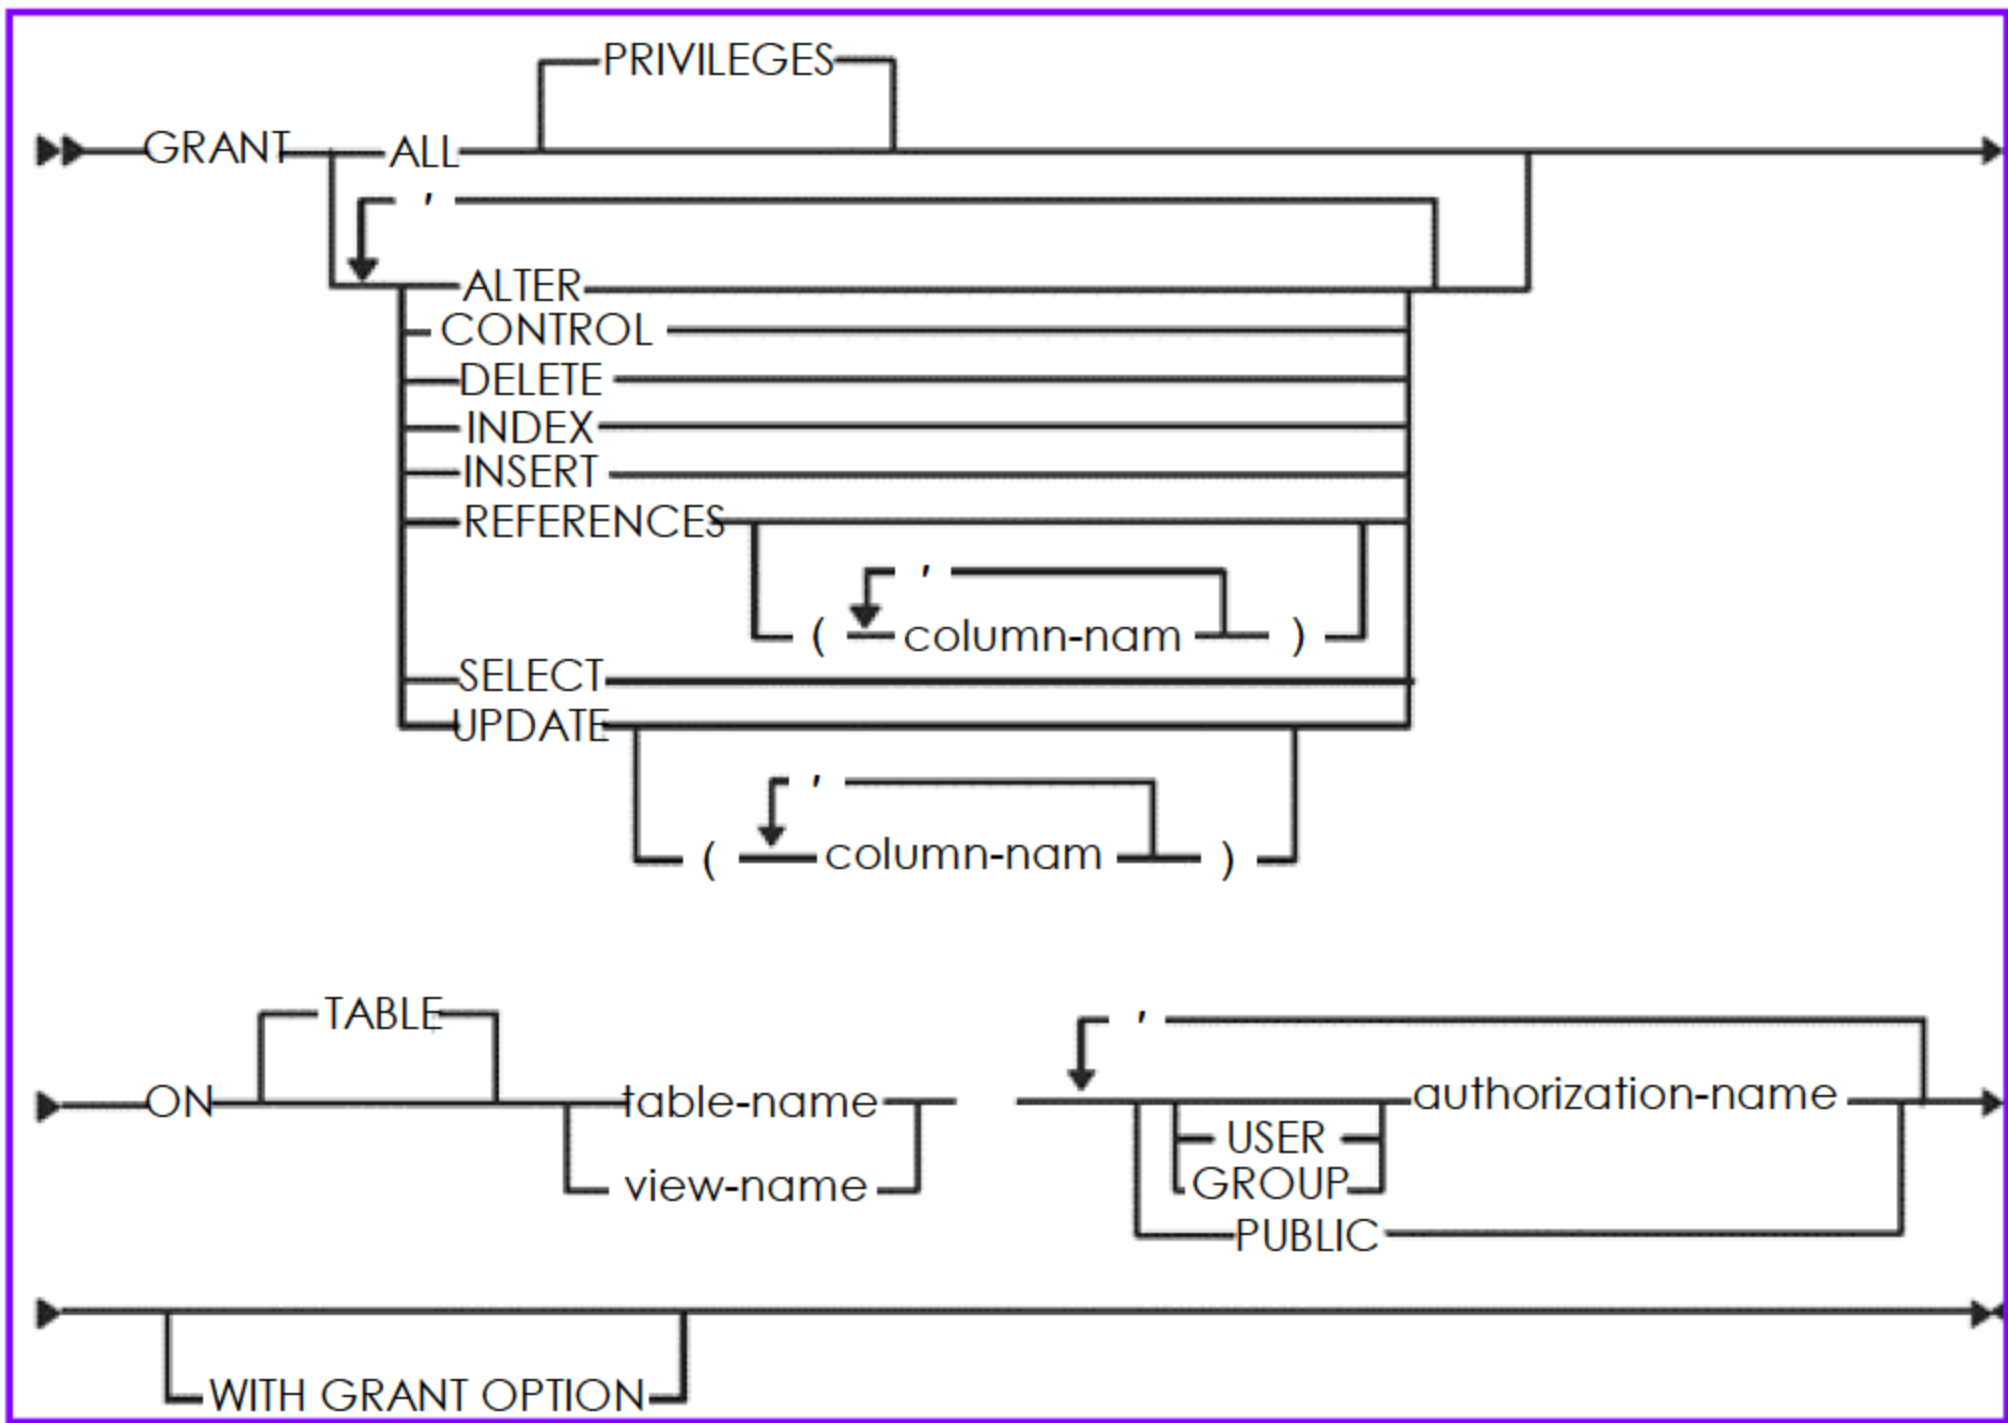 PRIVILEGES
GRANT ALL
,
ALTER
CONTROL
DELETE
INDEX
INSERT
REFERENCES
,
( column-nam )
SELECT
UPDATE
,
( column-nam )
TABLE ,
ON table-name authorization-name
USER
view-name GROUP
PUBLIC
WITH GRANT OPTION